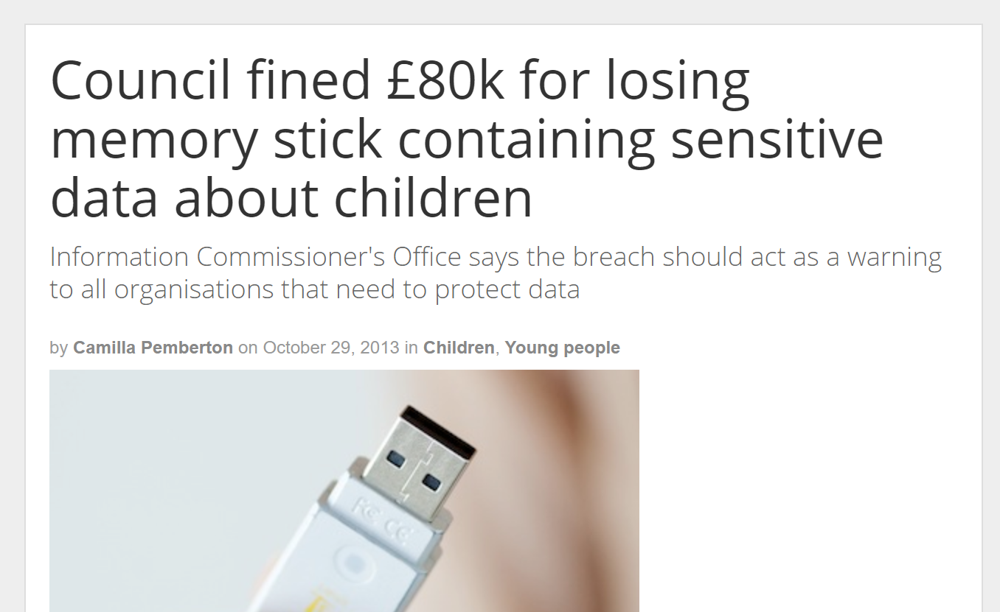 Council fined £80k for losing
memory stick containing sensitive
data about children
Information Commissioner's Office says the breach should act as a warning
to all organisations that need to protect data
by Camilla Pemberton on October 29, 2013 in Children, Young people
FC CE